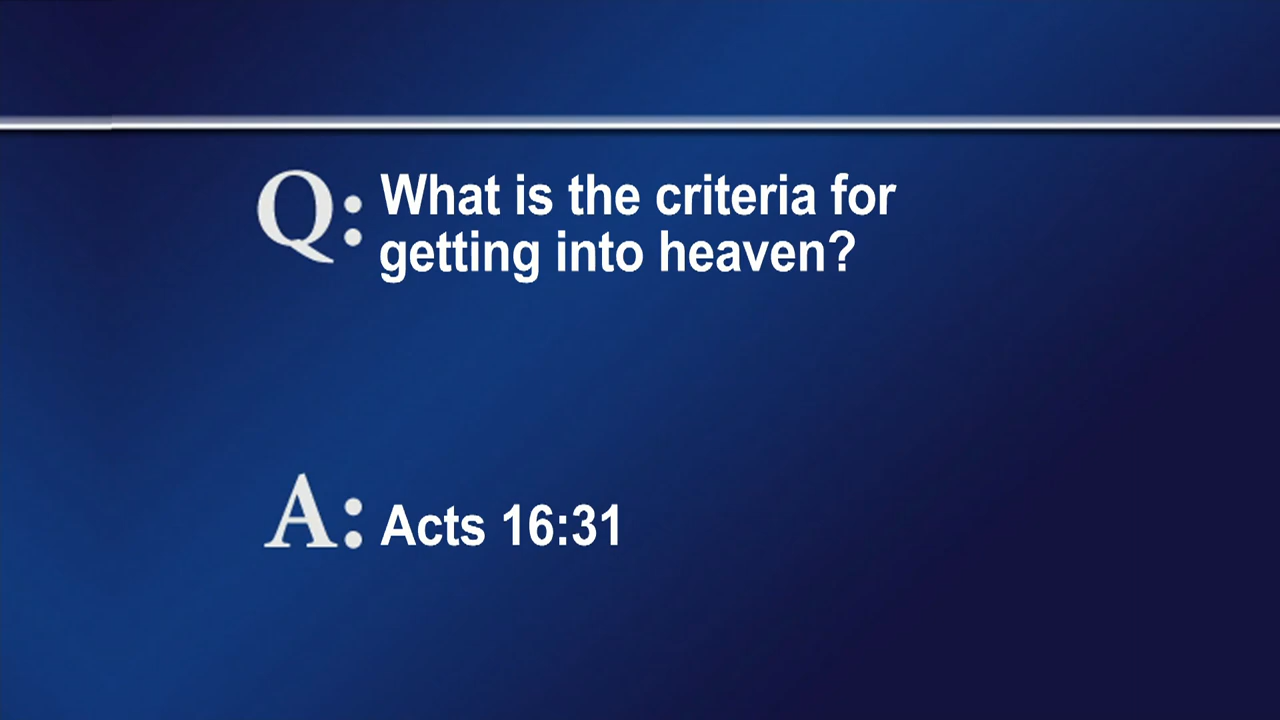 Q: What is the criteria for
getting into heaven?
A: Acts 16:31